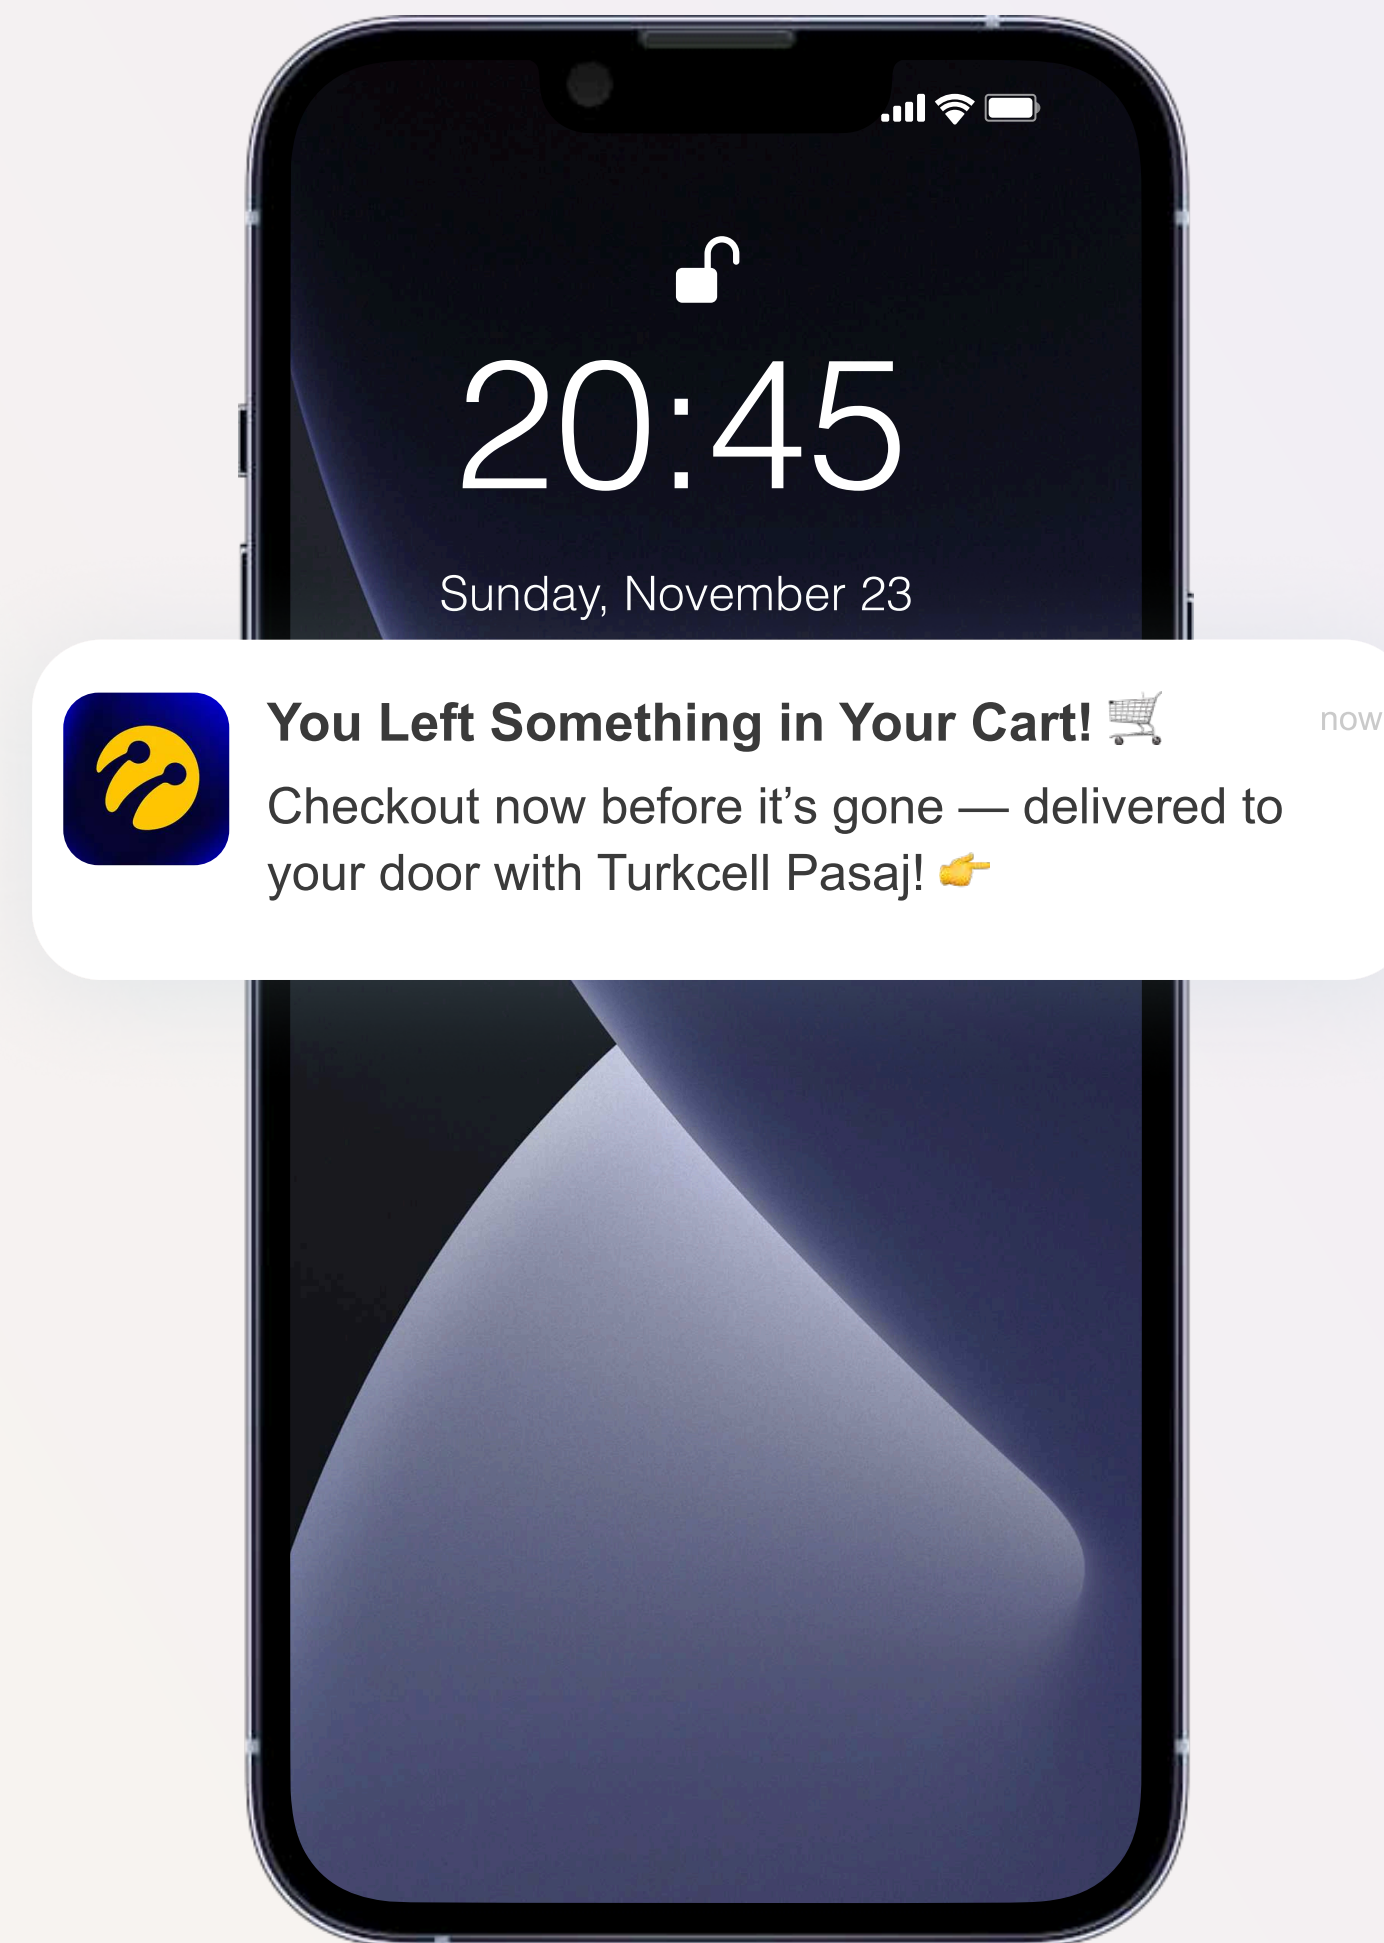 20:45
Sunday, November 23
You Left Something in Your Cart! 🛒
now
Checkout now before it’s gone — delivered to
your door with Turkcell Pasaj! 👉